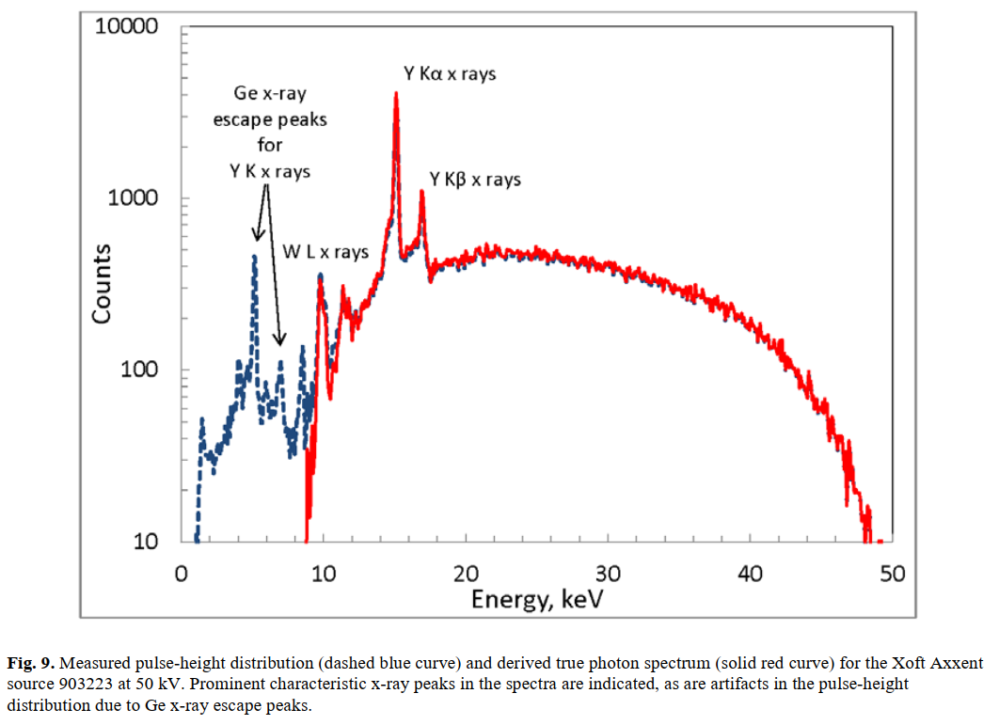 10000
Y Kα x rays
Ge x-ray
escape peaks
for
Y K x rays
Y Kβ x rays
1000
W L x rays
Counts
100
10
0 10 20 30 40 50
Energy, keV
Fig. 9. Measured pulse-height distribution (dashed blue curve) and derived true photon spectrum (solid red curve) for the Xoft Axxent
source 903223 at 50 kV. Prominent characteristic x-ray peaks in the spectra are indicated, as are artifacts in the pulse-height
distribution due to Ge x-ray escape peaks.